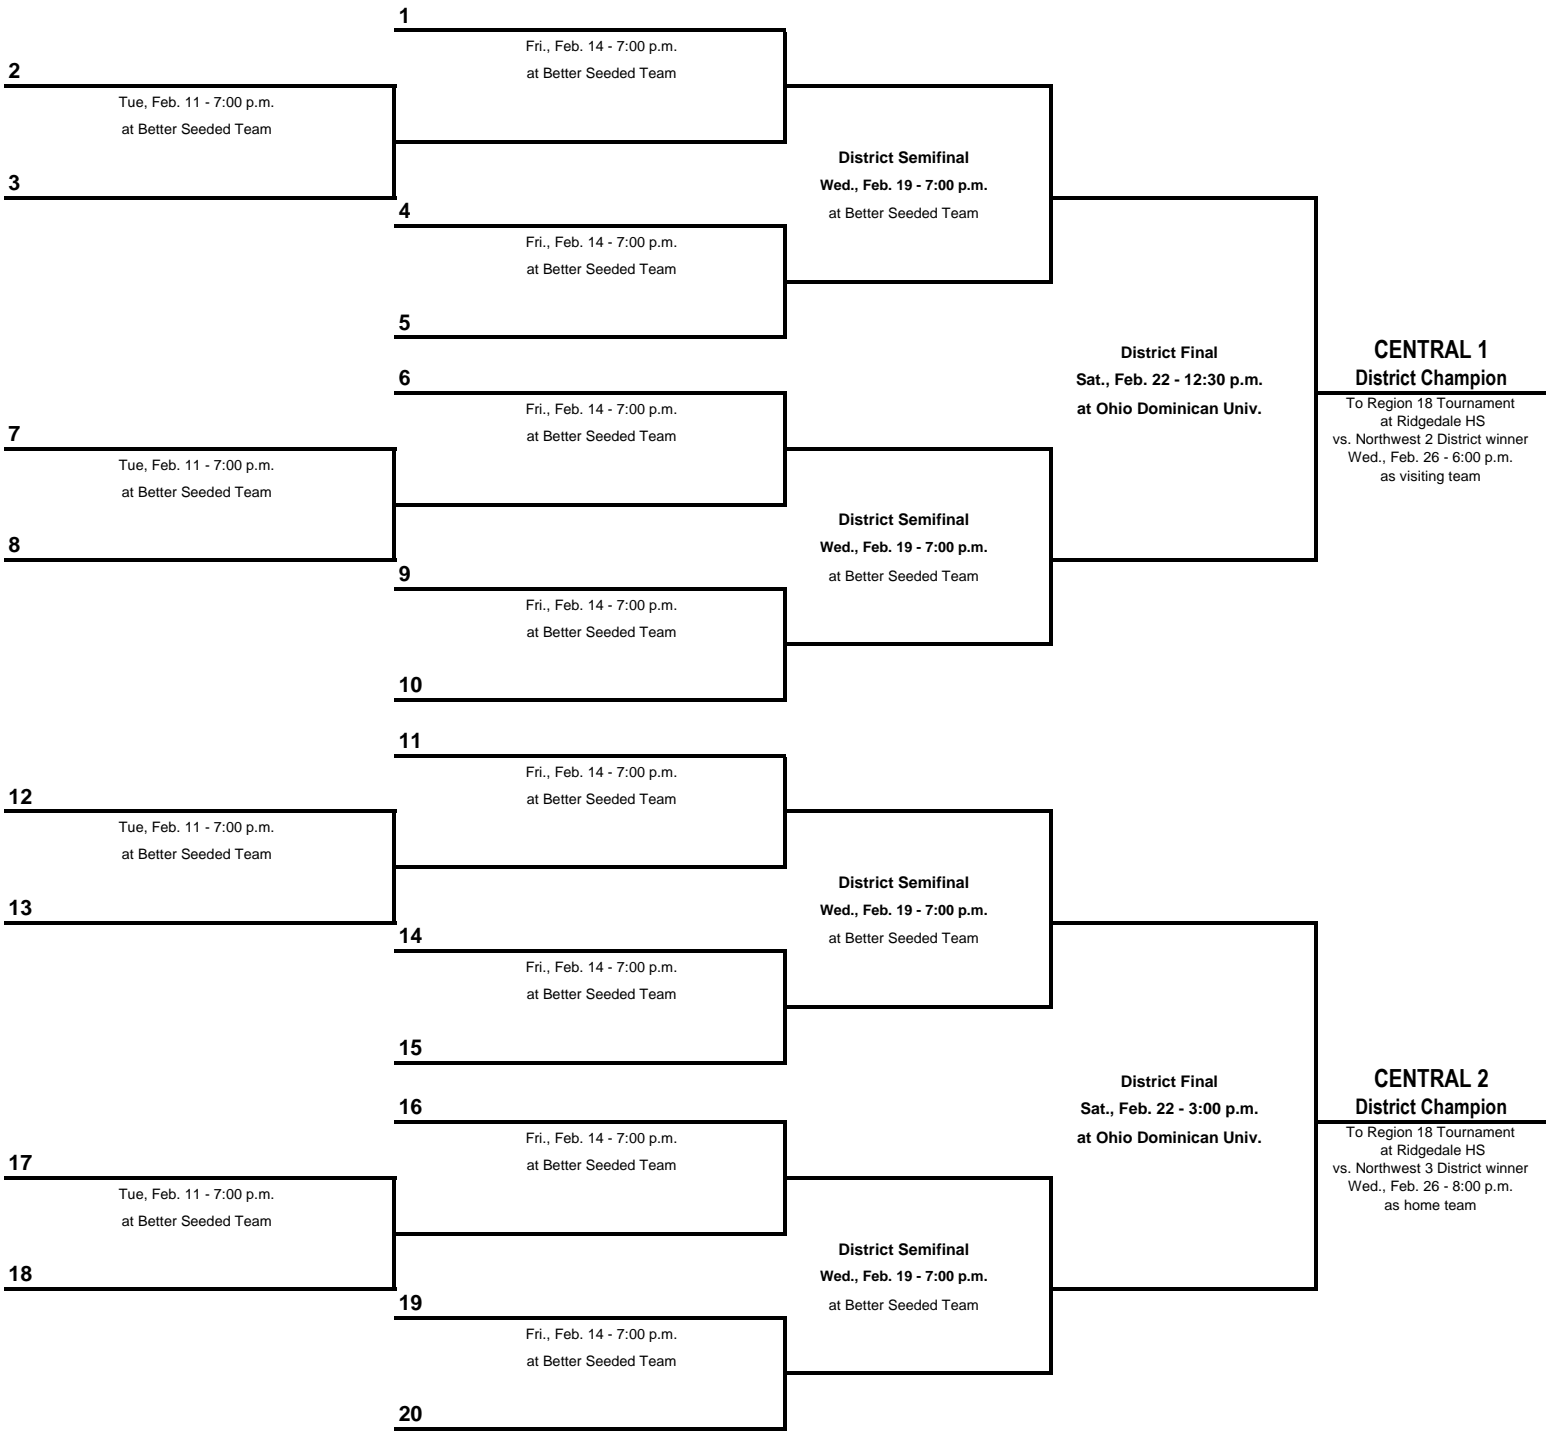 1
Fri., Feb. 14 - 7:00 p.m.
at Better Seeded Team
2
Tue, Feb. 11 - 7:00 p.m.
at Better Seeded Team
3
District Semifinal
Wed., Feb. 19 - 7:00 p.m.
at Better Seeded Team
4
Fri., Feb. 14 - 7:00 p.m.
at Better Seeded Team
5
District Final
Sat., Feb. 22 - 12:30 p.m.
at Ohio Dominican Univ.
CENTRAL 1
District Champion
To Region 18 Tournament
at Ridgedale HS
vs. Northwest 2 District winner
Wed., Feb. 26 - 6:00 p.m.
as visiting team
6
Fri., Feb. 14 - 7:00 p.m.
at Better Seeded Team
7
Tue, Feb. 11 - 7:00 p.m.
at Better Seeded Team
8
District Semifinal
Wed., Feb. 19 - 7:00 p.m.
at Better Seeded Team
9
Fri., Feb. 14 - 7:00 p.m.
at Better Seeded Team
10
11
Fri., Feb. 14 - 7:00 p.m.
at Better Seeded Team
12
Tue, Feb. 11 - 7:00 p.m.
at Better Seeded Team
13
District Semifinal
Wed., Feb. 19 - 7:00 p.m.
at Better Seeded Team
14
Fri., Feb. 14 - 7:00 p.m.
at Better Seeded Team
15
District Final
Sat., Feb. 22 - 3:00 p.m.
at Ohio Dominican Univ.
CENTRAL 2
District Champion
To Region 18 Tournament
at Ridgedale HS
vs. Northwest 3 District winner
Wed., Feb. 26 - 8:00 p.m.
as home team
16
Fri., Feb. 14 - 7:00 p.m.
at Better Seeded Team
17
Tue, Feb. 11 - 7:00 p.m.
at Better Seeded Team
18
District Semifinal
Wed., Feb. 19 - 7:00 p.m.
at Better Seeded Team
19
Fri., Feb. 14 - 7:00 p.m.
at Better Seeded Team
20